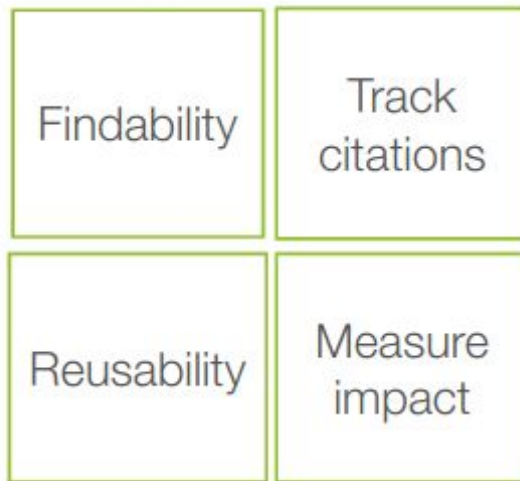 Findability
Track
citations
Reusability
Measure
impact